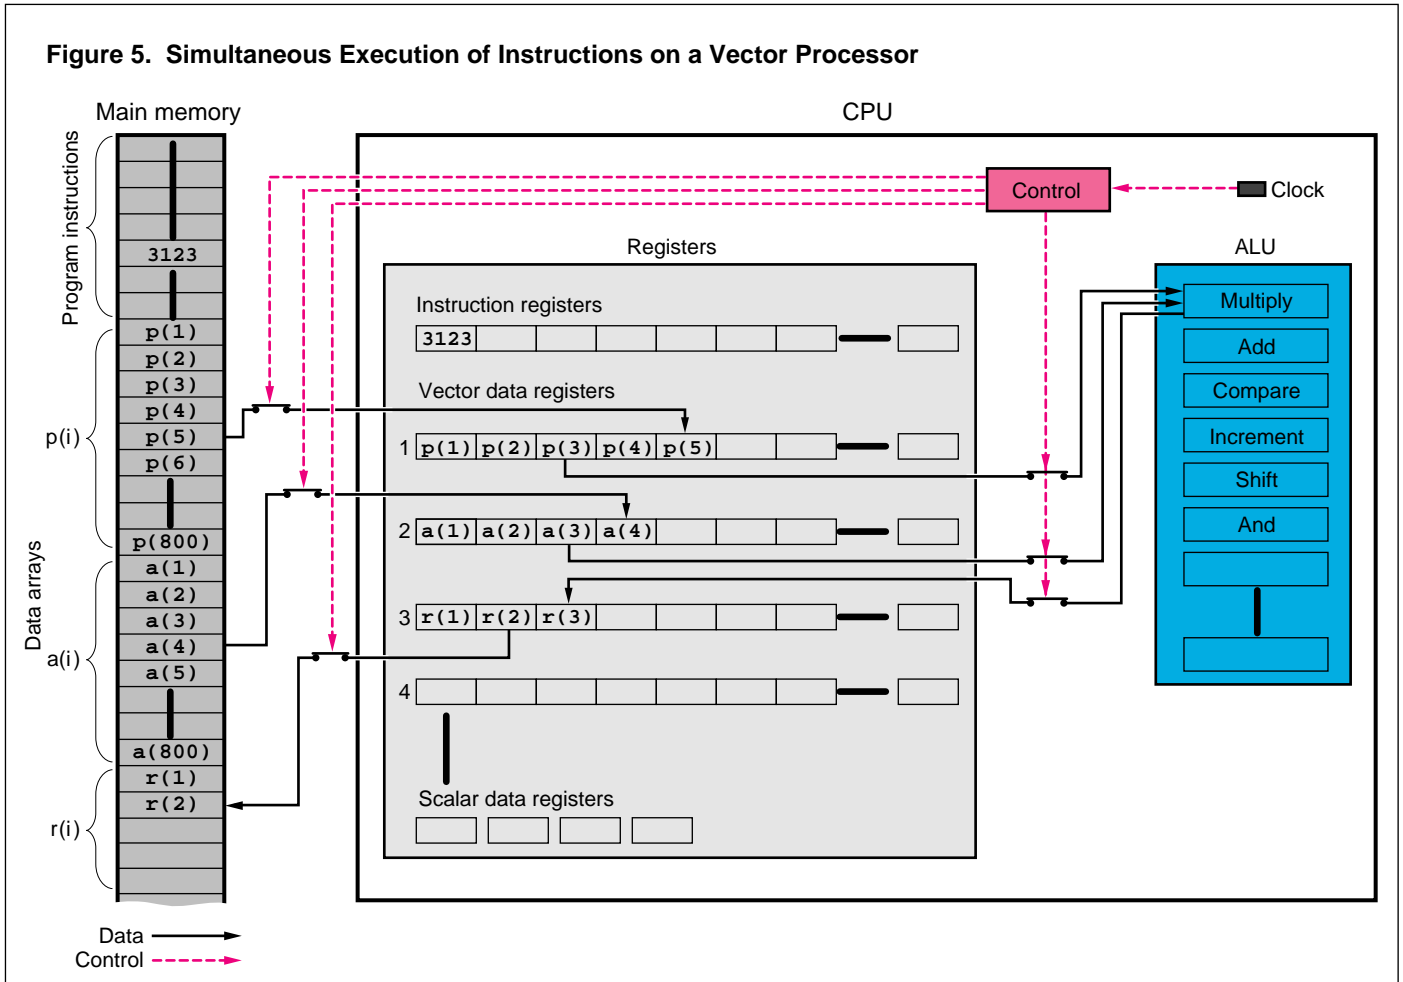 Figure 5. Simultaneous Execution of Instructions on a Vector Processor
Main memory
CPU
Program instructions
3123
p(1)
p(2)
p(3)
p(4)
p(5)
p(6)
p(800)
a(1)
a(2)
a(3)
a(4)
a(5)
a(800)
r(1)
r(2)
Data arrays
p(i)
a(i)
r(i)
Control
Clock
Registers
Instruction registers
3123
Vector data registers
1 p(1) p(2) p(3) p(4) p(5)
2 a(1) a(2) a(3) a(4)
3 r(1) r(2) r(3)
4
Scalar data registers
ALU
Multiply
Add
Compare
Increment
Shift
And
Data
Control